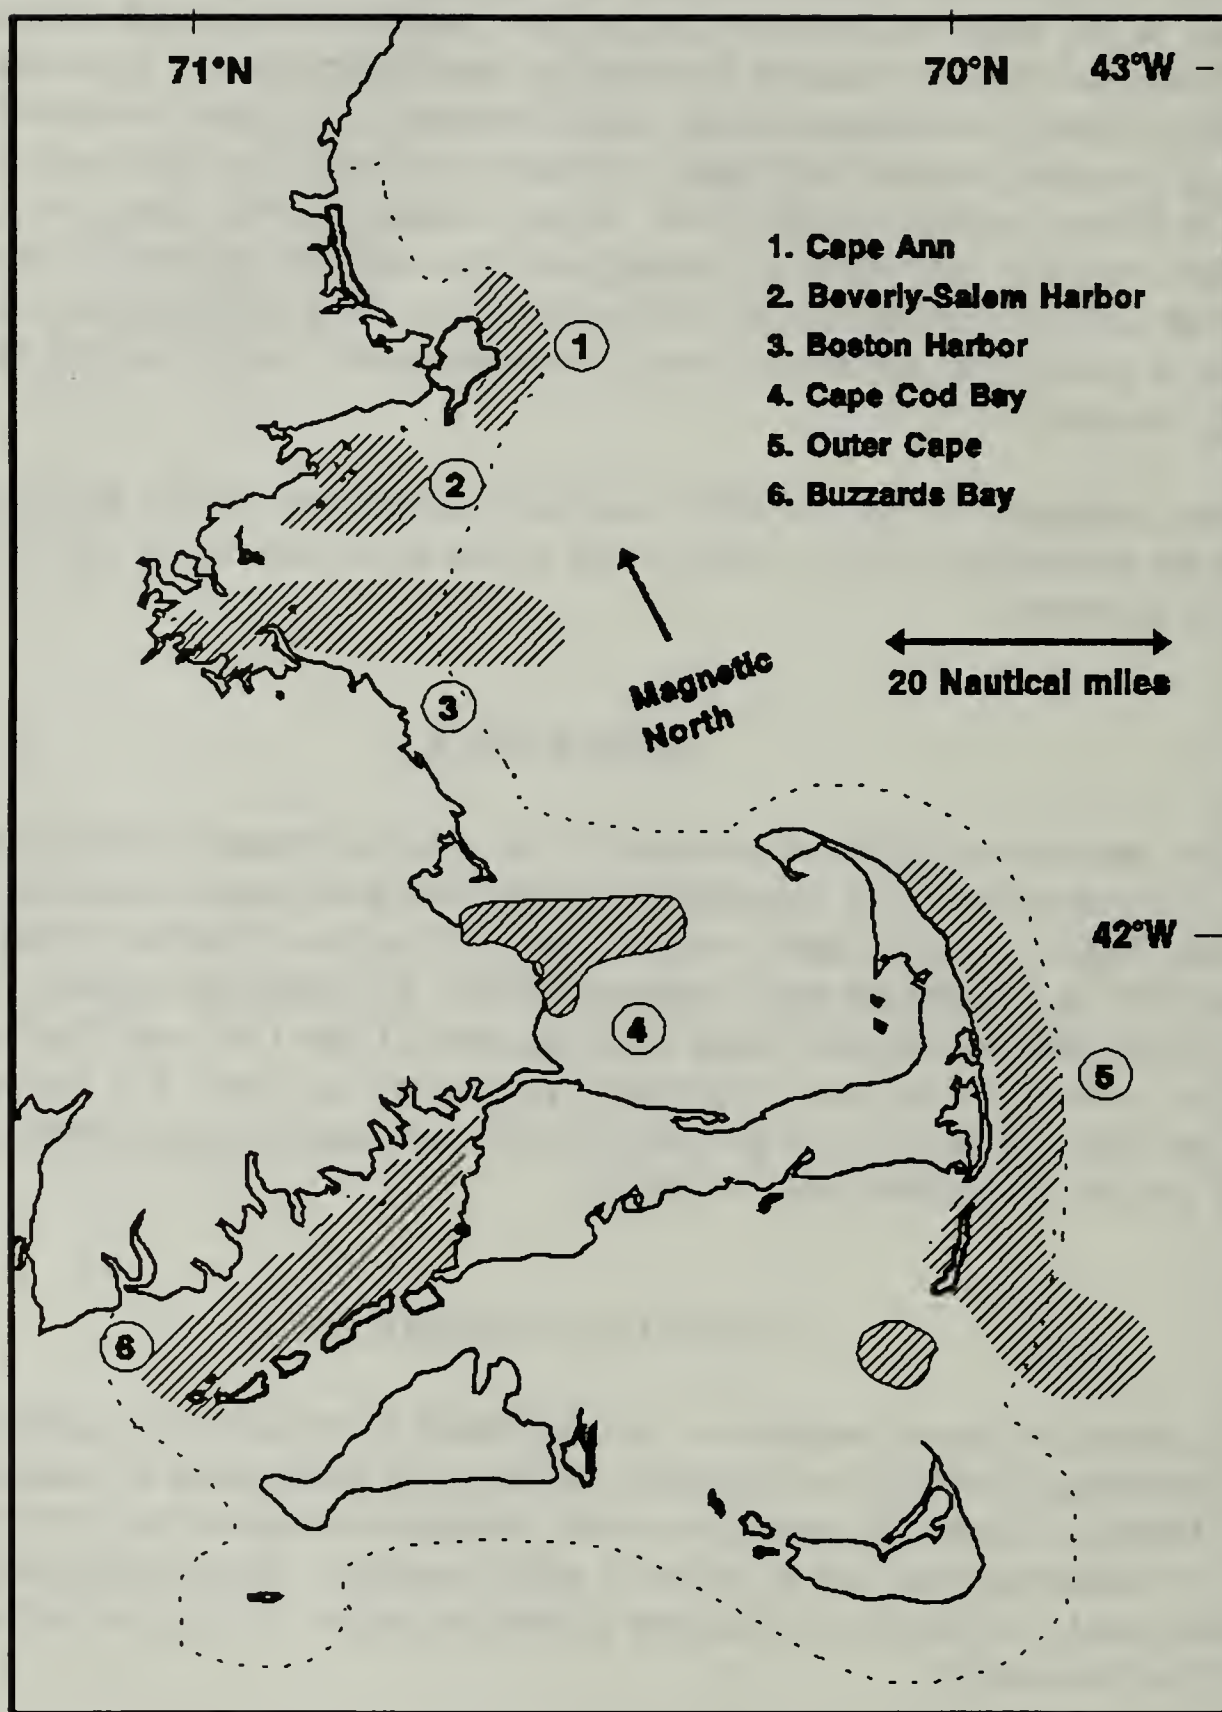 71°N
70°N
43°W
1. Cape Ann
2. Beverly-Salem Harbor
3. Boston Harbor
4. Cape Cod Bay
5. Outer Cape
6. Buzzards Bay
1
2
Magnetic
North
20 Nautical miles
3
42°W
4
5
6